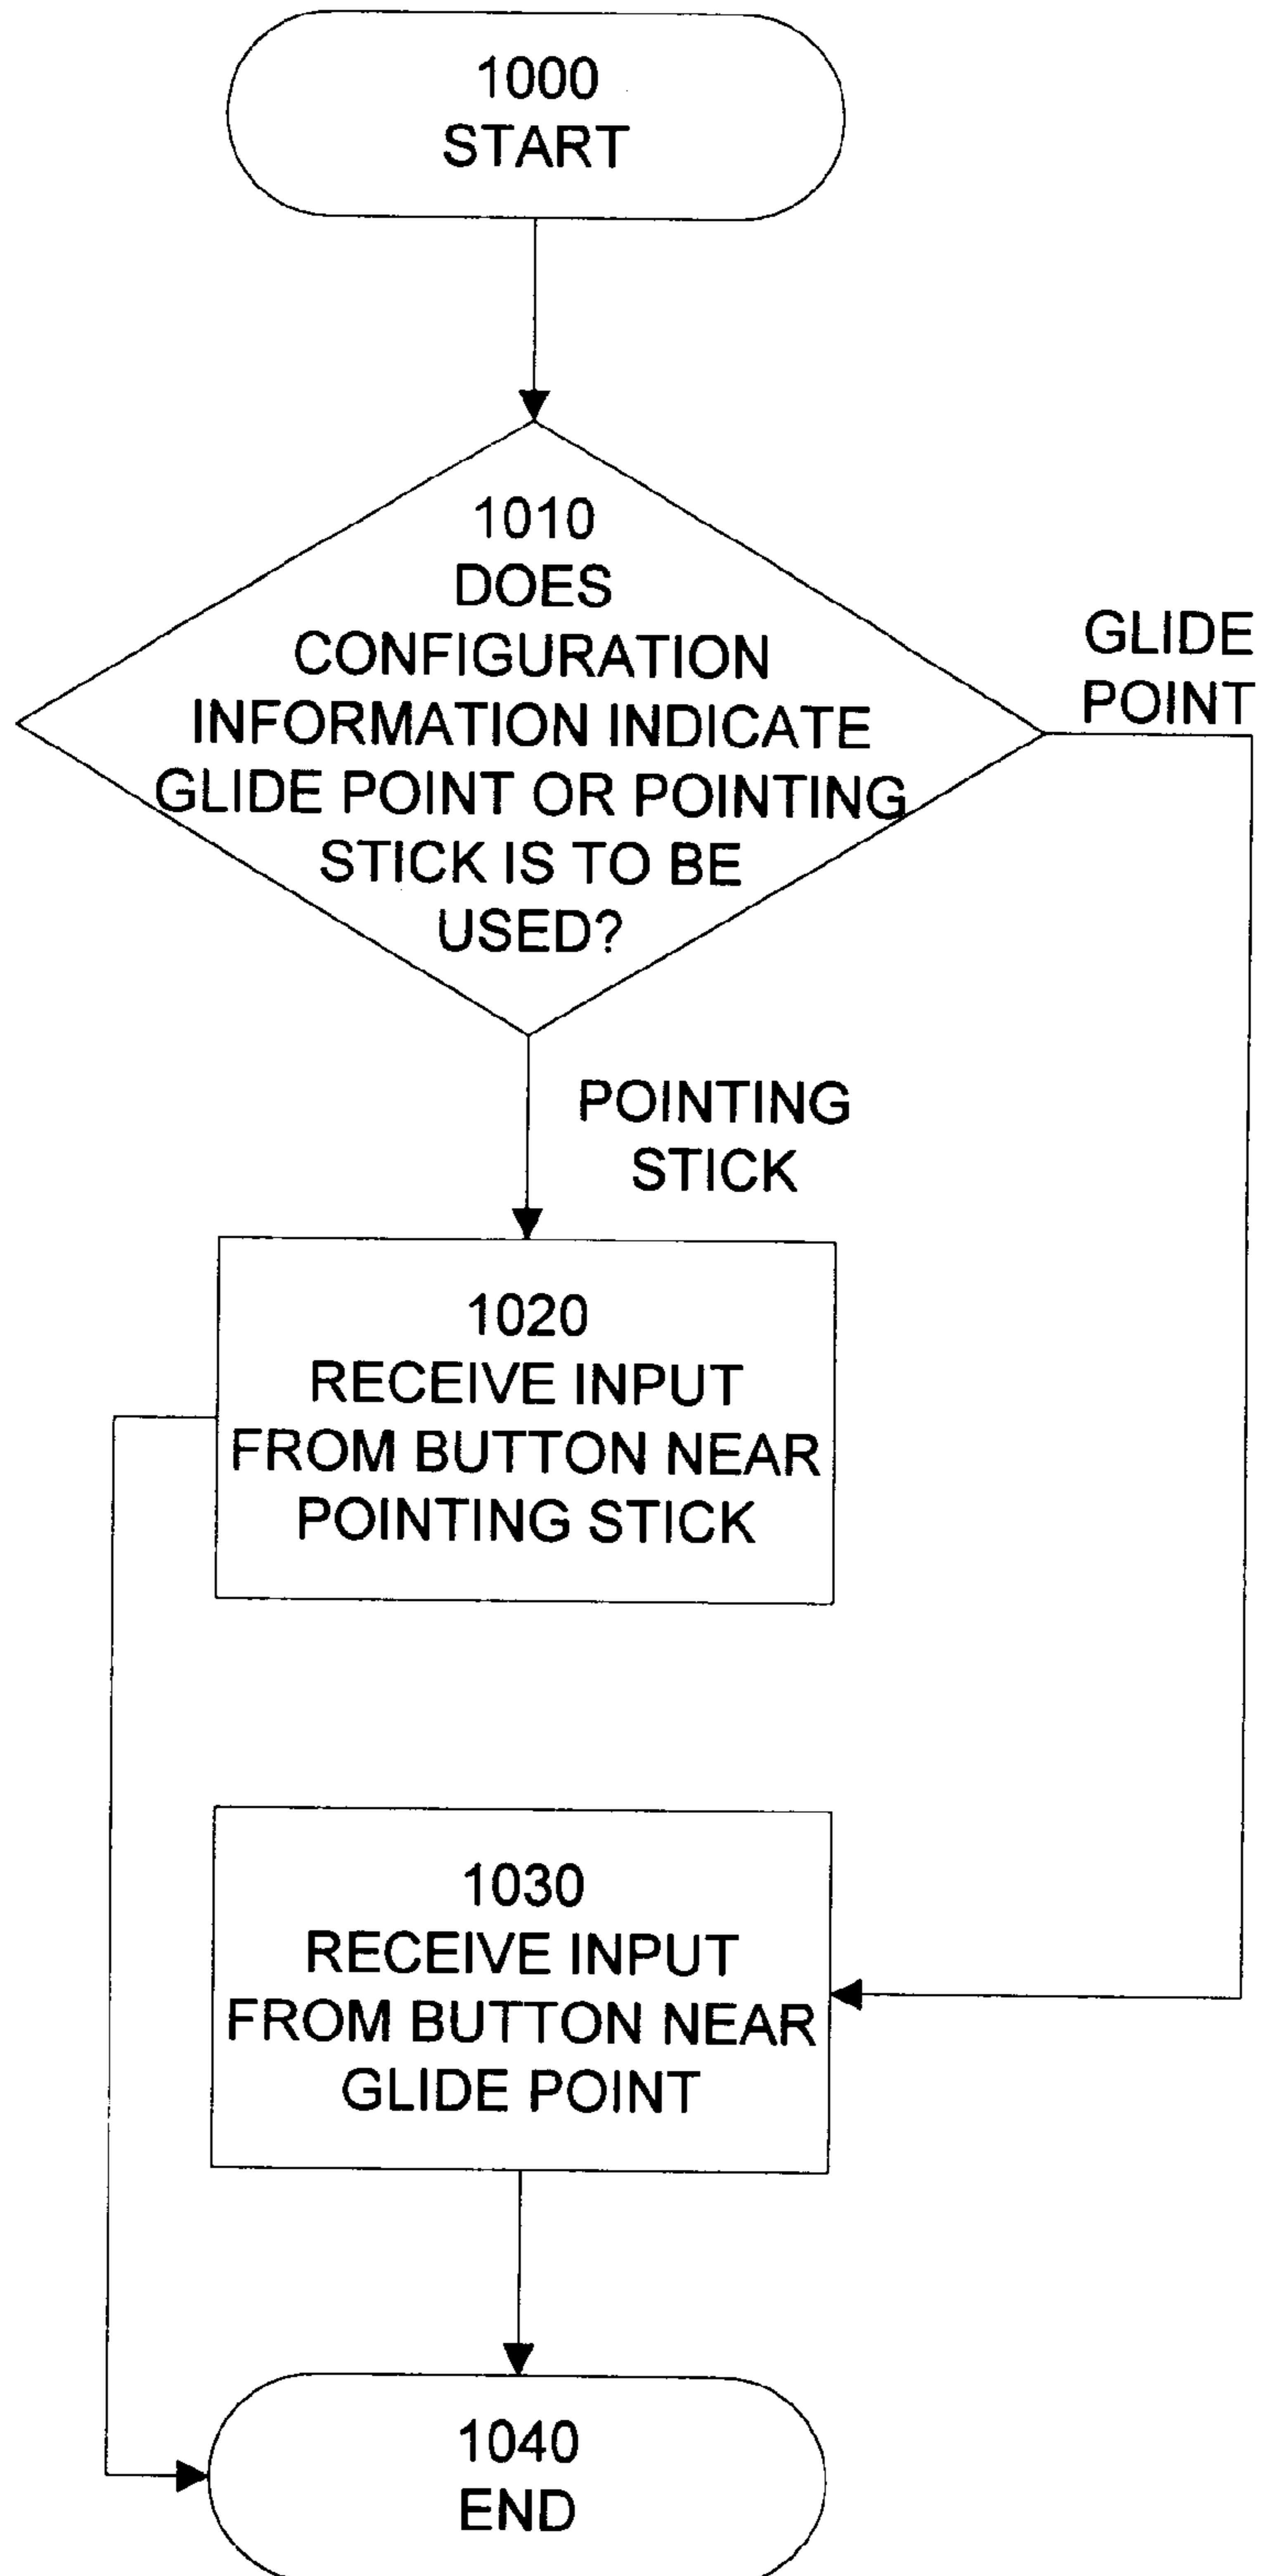 1000
START
1010
DOES
CONFIGURATION
INFORMATION INDICATE
GLIDE POINT OR POINTING
STICK IS TO BE
USED?
GLIDE
POINT
POINTING
STICK
1020
RECEIVE INPUT
FROM BUTTON NEAR
POINTING STICK
1030
RECEIVE INPUT
FROM BUTTON NEAR
GLIDE POINT
1040
END